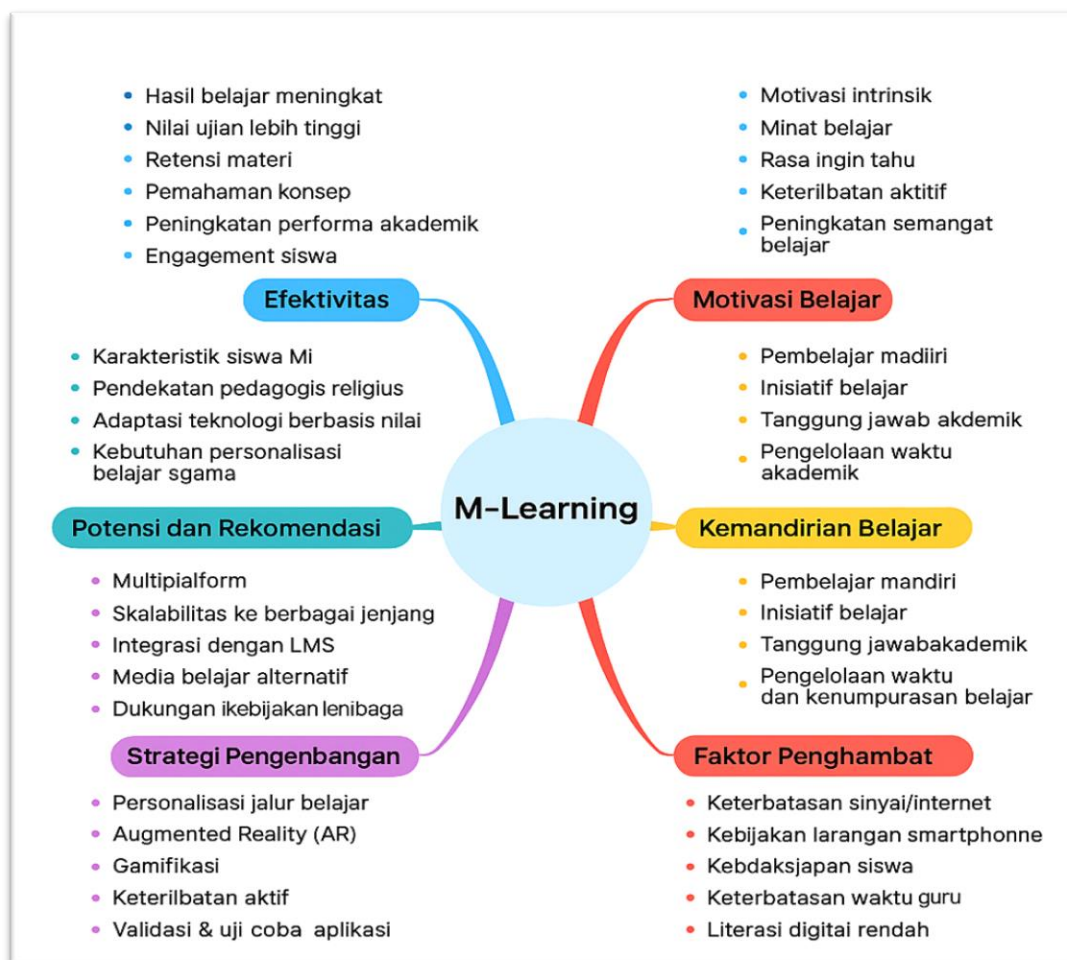 Hasil belajar meningkat
Nilai ujian lebih tinggi
Retensi materi
Pemahaman konsep
Peningkatan performa akademik
Engagement siswa
Efektivitas
Karakteristik siswa Mi
Pendekatan pedagogis religius
Adaptasi teknologi berbasis nilai
Kebutuhan personalisasi
belajar sgama
Potensi dan Rekomendasi
Multipialform
Skalabilitas ke berbagai jenjang
Integrasi dengan LMS
Media belajar alternatif
Dukungan ikebijakan lenibaga
Strategi Pengenbangan
Personalisasi jalur belajar
Augmented Reality (AR)
Gamifikasi
Keterilbatan aktif
Validasi & uji coba aplikasi
M-Learning
Motivasi intrinsik
Minat belajar
Rasa ingin tahu
Keterilbatan aktitif
Peningkatan semangat
belajar
Motivasi Belajar
Pembelajar madiiri
Inisiatif belajar
Tanggung jawab akdemik
Pengelolaan waktu
akademik
Kemandirian Belajar
Pembelajar mandiri
Inisiatif belajar
Tanggung jawabakademik
Pengelolaan waktu
dan kenumpurasan belajar
Faktor Penghambat
Keterbatasan sinyai/internet
Kebijakan larangan smartphonne
Kebdaksjapan siswa
Keterbatasan waktu guru
Literasi digitai rendah